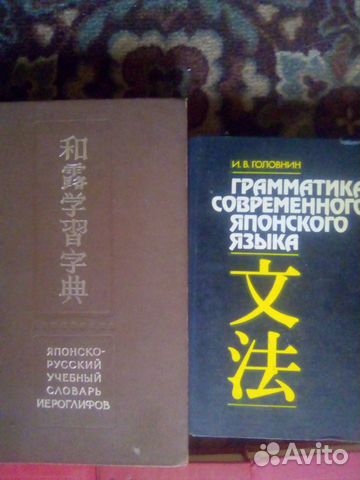 和露学習字典
ЯПОНСКО-
РУССКИЙ
УЧЕБНЫЙ
СЛОВАРЬ
ИЕРОГЛИФОВ
И. В. ГОЛОВНИН
ГРАММАТИКА
СОВРЕМЕННОГО
ЯПОНСКОГО
ЯЗЫКА
文法
Avito